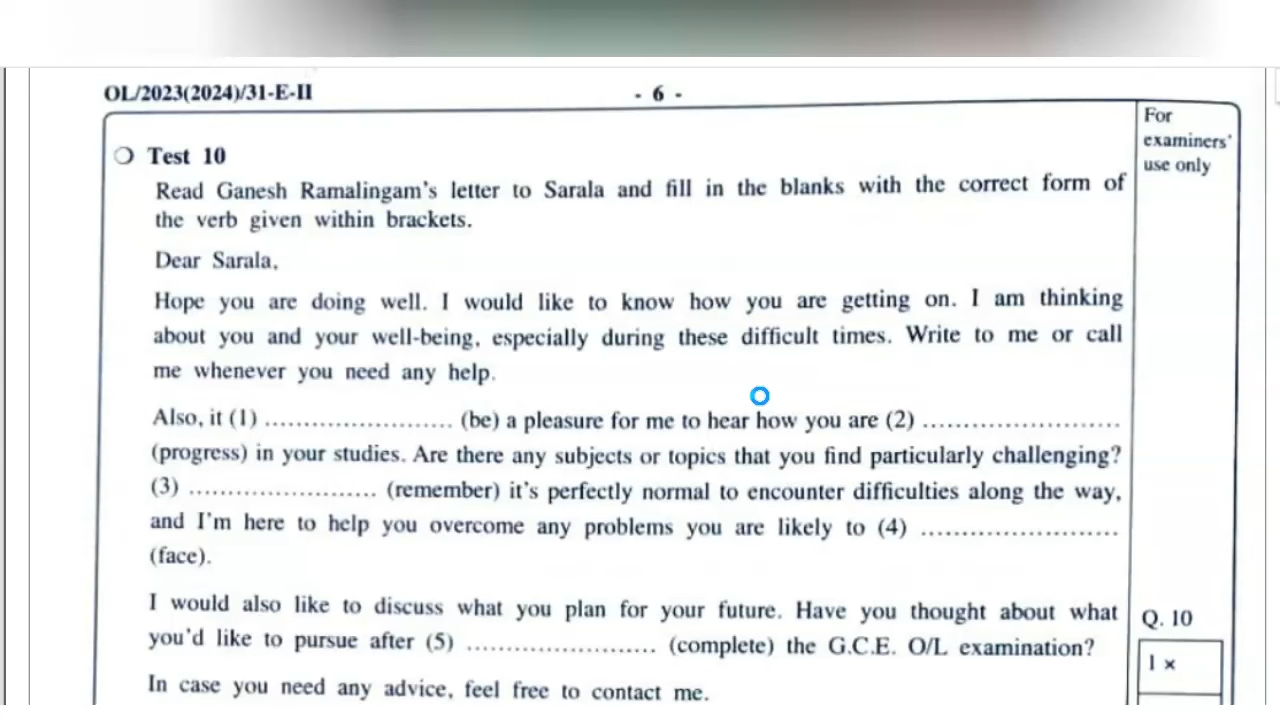 OL/2023(2024)/31-E-II
- 6 -
For
examiners'
use only
Test 10
Read Ganesh Ramalingam's letter to Sarala and fill in the blanks with the correct form of
the verb given within brackets.
Dear Sarala,
Hope you are doing well. I would like to know how you are getting on. I am thinking
about you and your well-being, especially during these difficult times. Write to me or call
me whenever you need any help.
Also, it (1) .............................. (be) a pleasure for me to hear how you are (2) ..............................
(progress) in your studies. Are there any subjects or topics that you find particularly challenging?
(3) .............................. (remember) it's perfectly normal to encounter difficulties along the way,
and I'm here to help you overcome any problems you are likely to (4) ..............................
(face).
I would also like to discuss what you plan for your future. Have you thought about what
you'd like to pursue after (5) .............................. (complete) the G.C.E. O/L examination?
In case you need any advice, feel free to contact me.
Q. 10
1 ×